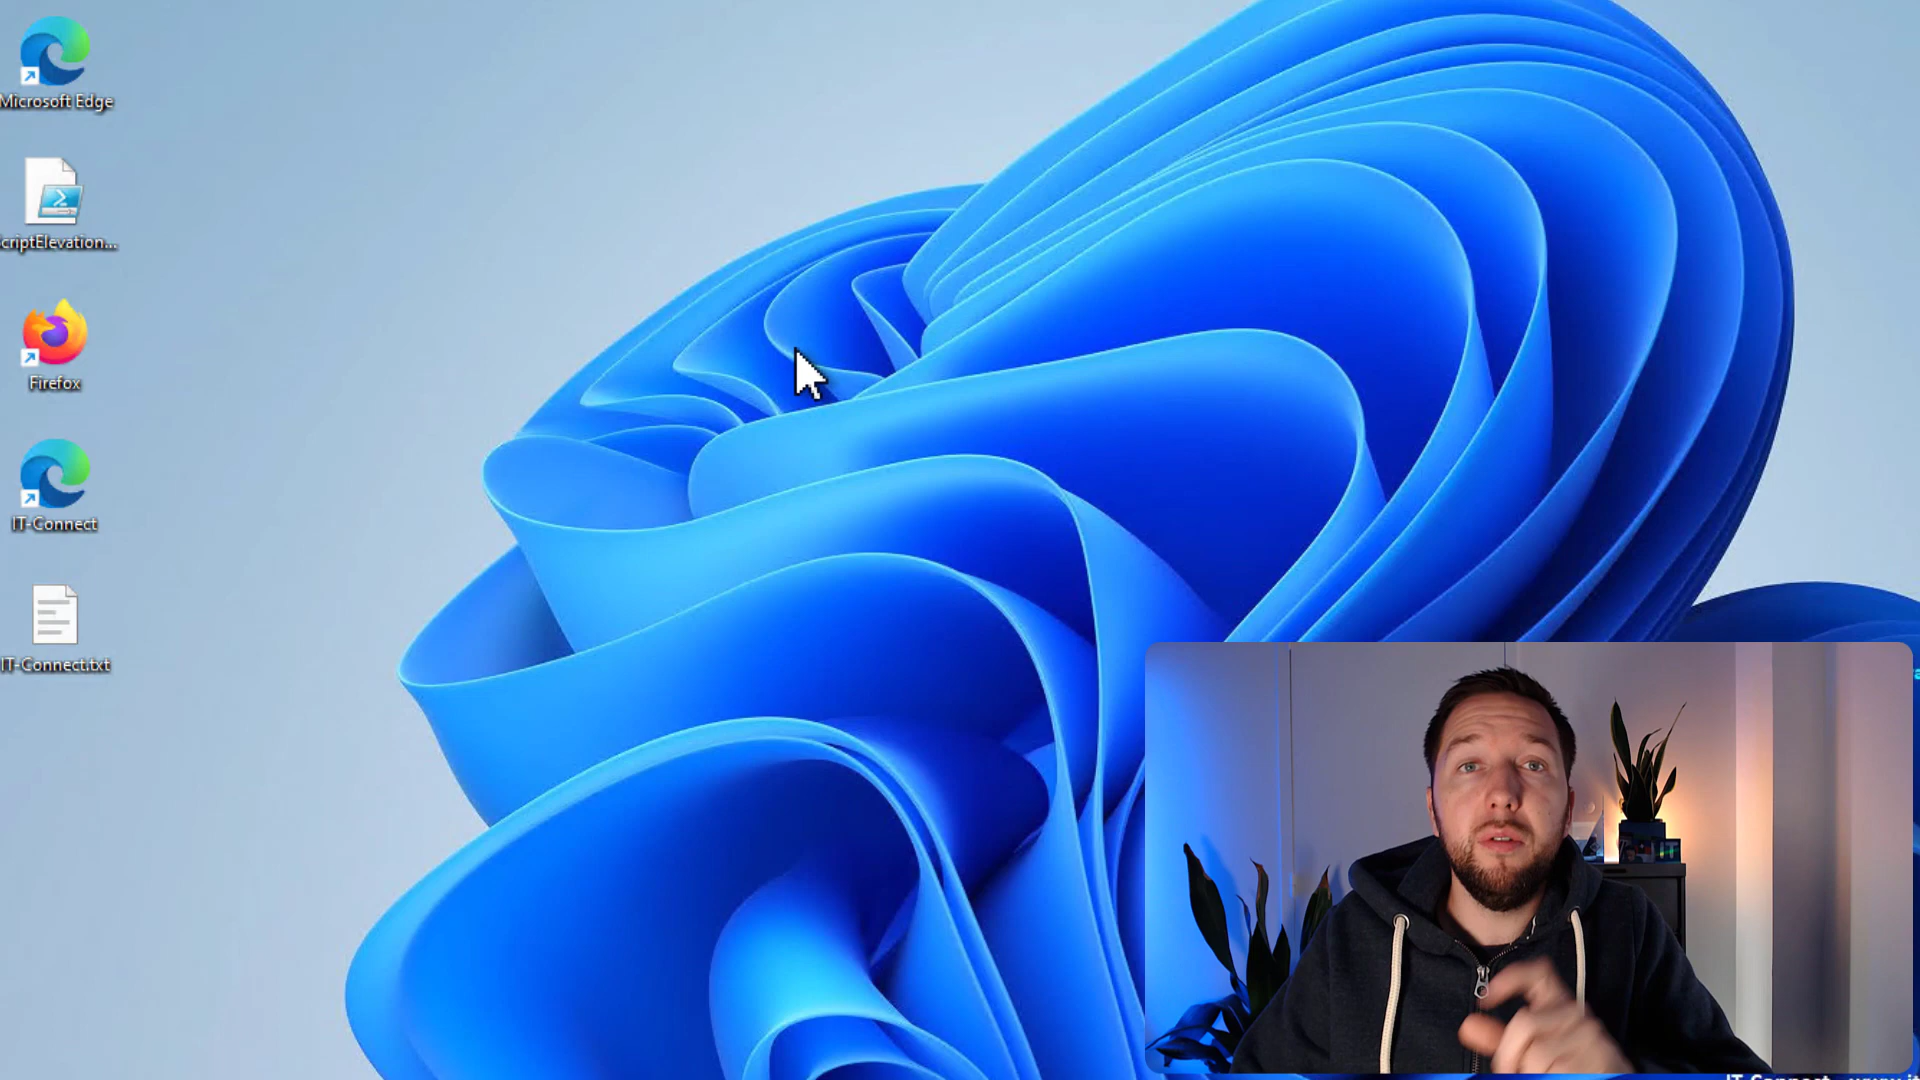 Microsoft Edge
criptElevation...
Firefox
IT-Connect
IT-Connect.txt